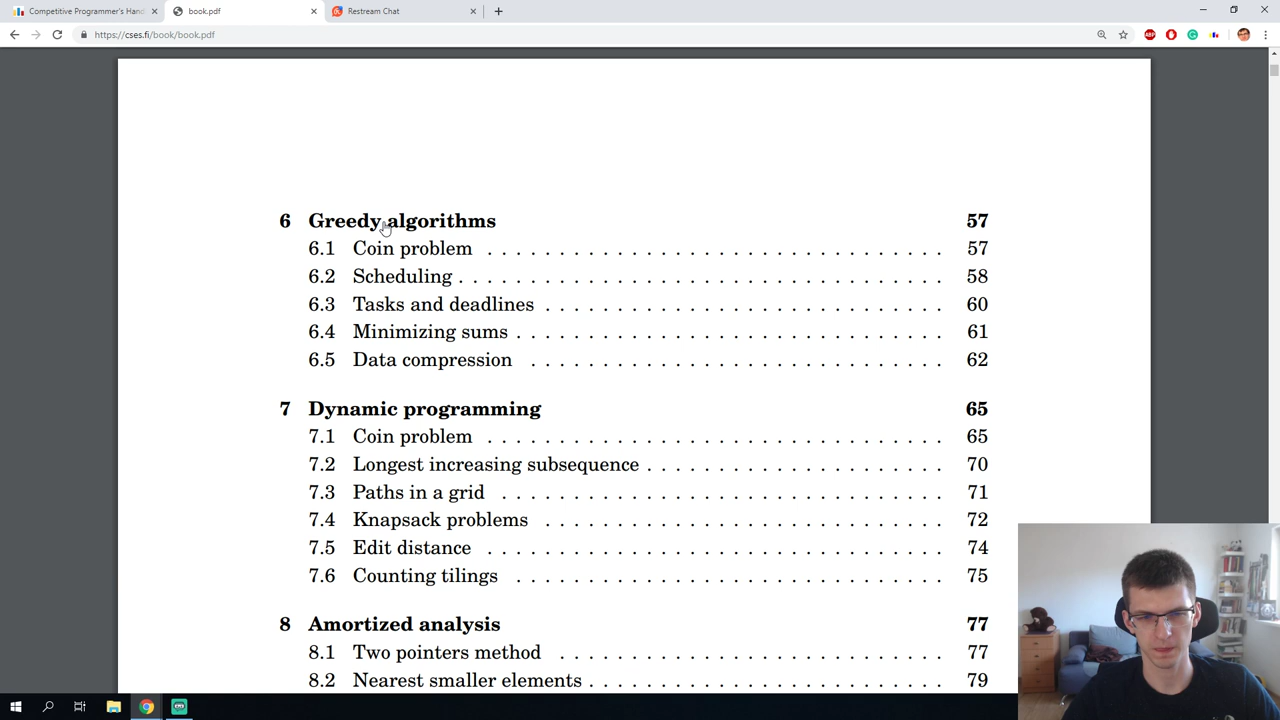 Competitive Programmer's Hand
book.pdf
Restream Chat
https://cses.fi/book/book.pdf
6 Greedy algorithms 57
6.1 Coin problem . . . . . . . . . . . . . . . . . . . . . . . . . . . . . . . . 57
6.2 Scheduling . . . . . . . . . . . . . . . . . . . . . . . . . . . . . . . . . . 58
6.3 Tasks and deadlines . . . . . . . . . . . . . . . . . . . . . . . . . . . . 60
6.4 Minimizing sums . . . . . . . . . . . . . . . . . . . . . . . . . . . . . . 61
6.5 Data compression . . . . . . . . . . . . . . . . . . . . . . . . . . . . . 62
7 Dynamic programming 65
7.1 Coin problem . . . . . . . . . . . . . . . . . . . . . . . . . . . . . . . . 65
7.2 Longest increasing subsequence . . . . . . . . . . . . . . . . . . . . . 70
7.3 Paths in a grid . . . . . . . . . . . . . . . . . . . . . . . . . . . . . . . 71
7.4 Knapsack problems . . . . . . . . . . . . . . . . . . . . . . . . . . . . 72
7.5 Edit distance . . . . . . . . . . . . . . . . . . . . . . . . . . . . . . . . 74
7.6 Counting tilings . . . . . . . . . . . . . . . . . . . . . . . . . . . . . . 75
8 Amortized analysis 77
8.1 Two pointers method . . . . . . . . . . . . . . . . . . . . . . . . . . . 77
8.2 Nearest smaller elements . . . . . . . . . . . . . . . . . . . . . . . . . 79